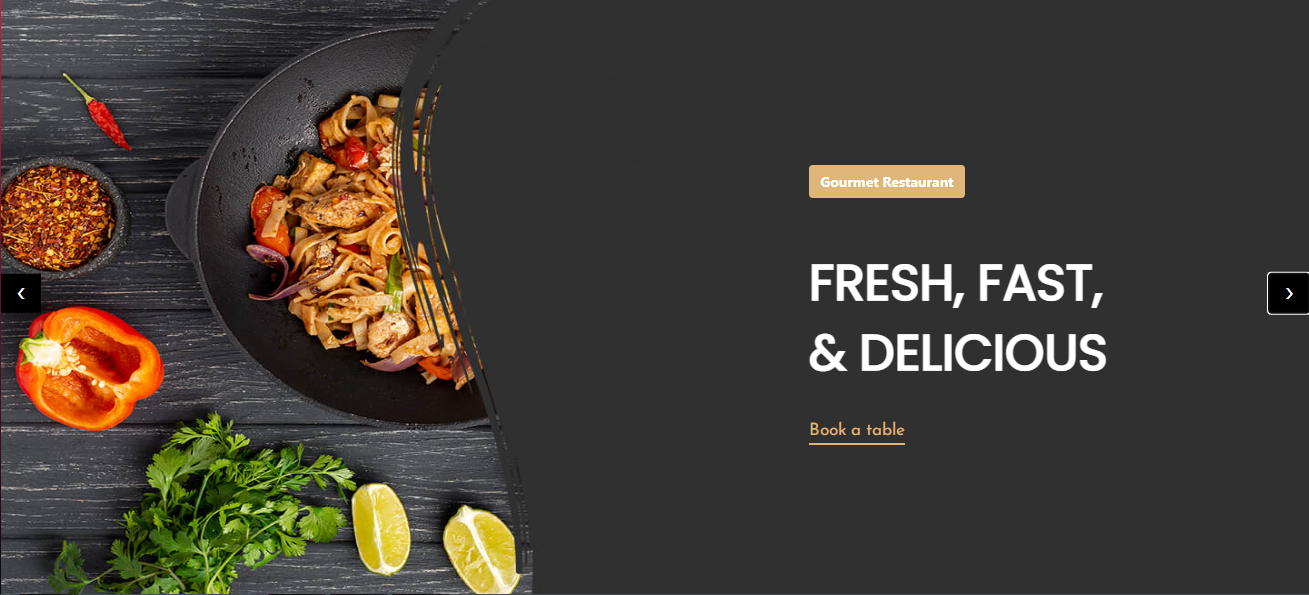 Gourmet Restaurant
FRESH, FAST,
& DELICIOUS
Book a table